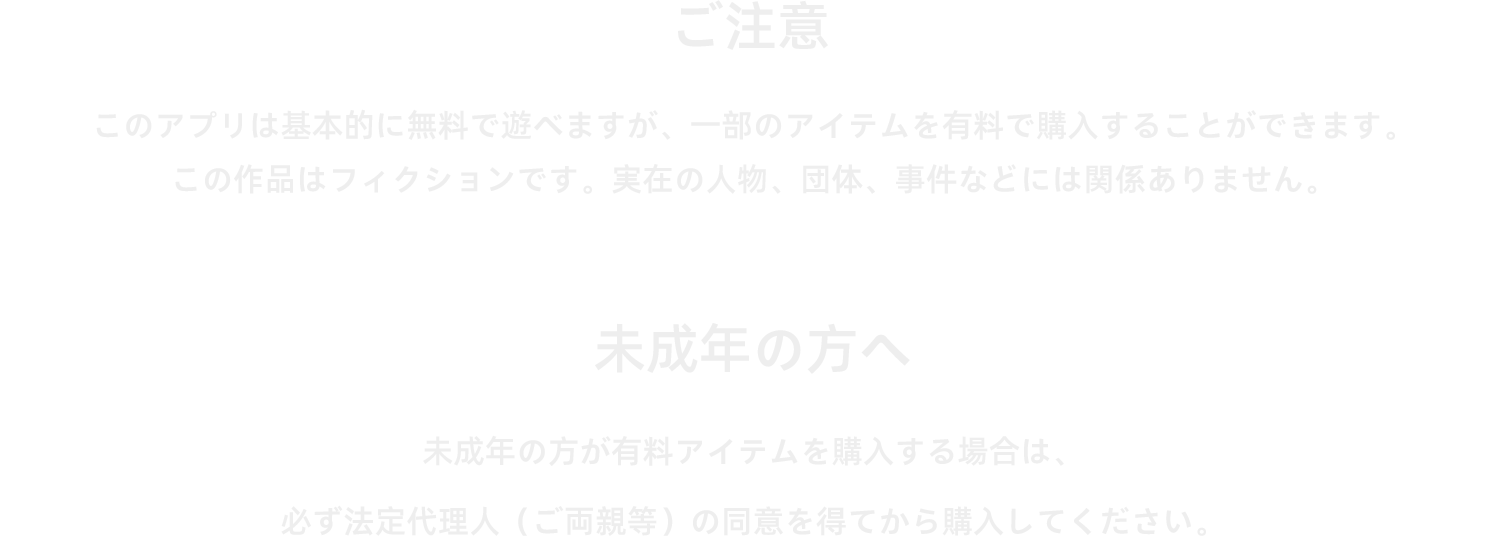 ご注意
このアプリは基本的に無料で遊べますが、一部のアイテムを有料で購入することができます。
この作品はフィクションです。実在の人物、団体、事件などには関係ありません。
未成年の方へ
未成年の方が有料アイテムを購入する場合は、
必ず法定代理人（ご両親等）の同意を得てから購入してください。